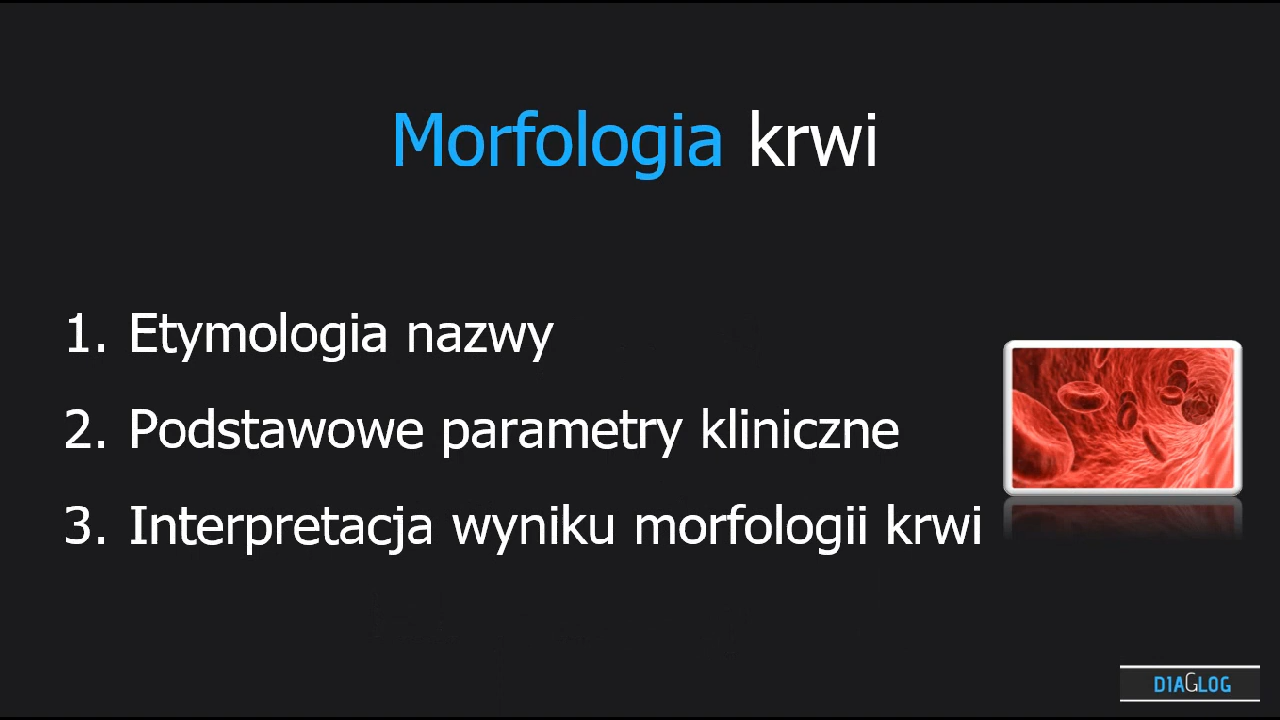 Morfologia krwi
1. Etymologia nazwy
2. Podstawowe parametry kliniczne
3. Interpretacja wyniku morfologii krwi
DIAGLOG